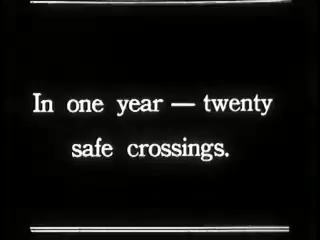 In one year — twenty
safe crossings.